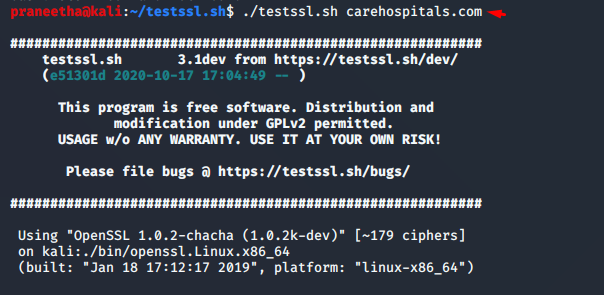 praneetha@kali:~/testssl.sh$ ./testssl.sh carehospitals.com
###########################################################
testssl.sh 3.1dev from https://testssl.sh/dev/
(e51301d 2020-10-17 17:04:49 -- )
This program is free software. Distribution and
modification under GPLv2 permitted.
USAGE w/o ANY WARRANTY. USE IT AT YOUR OWN RISK!
Please file bugs @ https://testssl.sh/bugs/
###########################################################
Using "OpenSSL 1.0.2-chacha (1.0.2k-dev)" [~179 ciphers]
on kali:./bin/openssl.Linux.x86_64
(built: "Jan 18 17:12:17 2019", platform: "linux-x86_64")